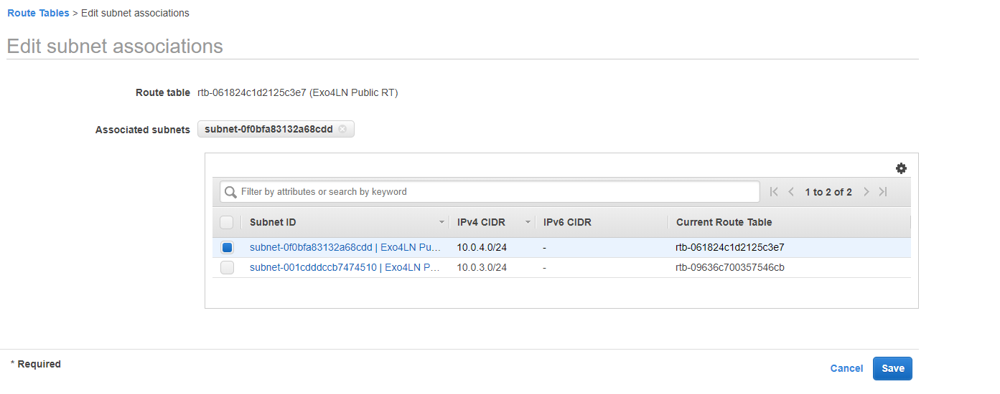 Route Tables > Edit subnet associations
Edit subnet associations
Route table rtb-061824c1d2125c3e7 (Exo4LN Public RT)
Associated subnets subnet-0f0bfa83132a68cdd
Filter by attributes or search by keyword 1 to 2 of 2
Subnet ID IPv4 CIDR IPv6 CIDR Current Route Table
subnet-0f0bfa83132a68cdd | Exo4LN Pu... 10.0.4.0/24 - rtb-061824c1d2125c3e7
subnet-001cdddccb7474510 | Exo4LN P... 10.0.3.0/24 - rtb-09636c700357546cb
* Required
Cancel Save